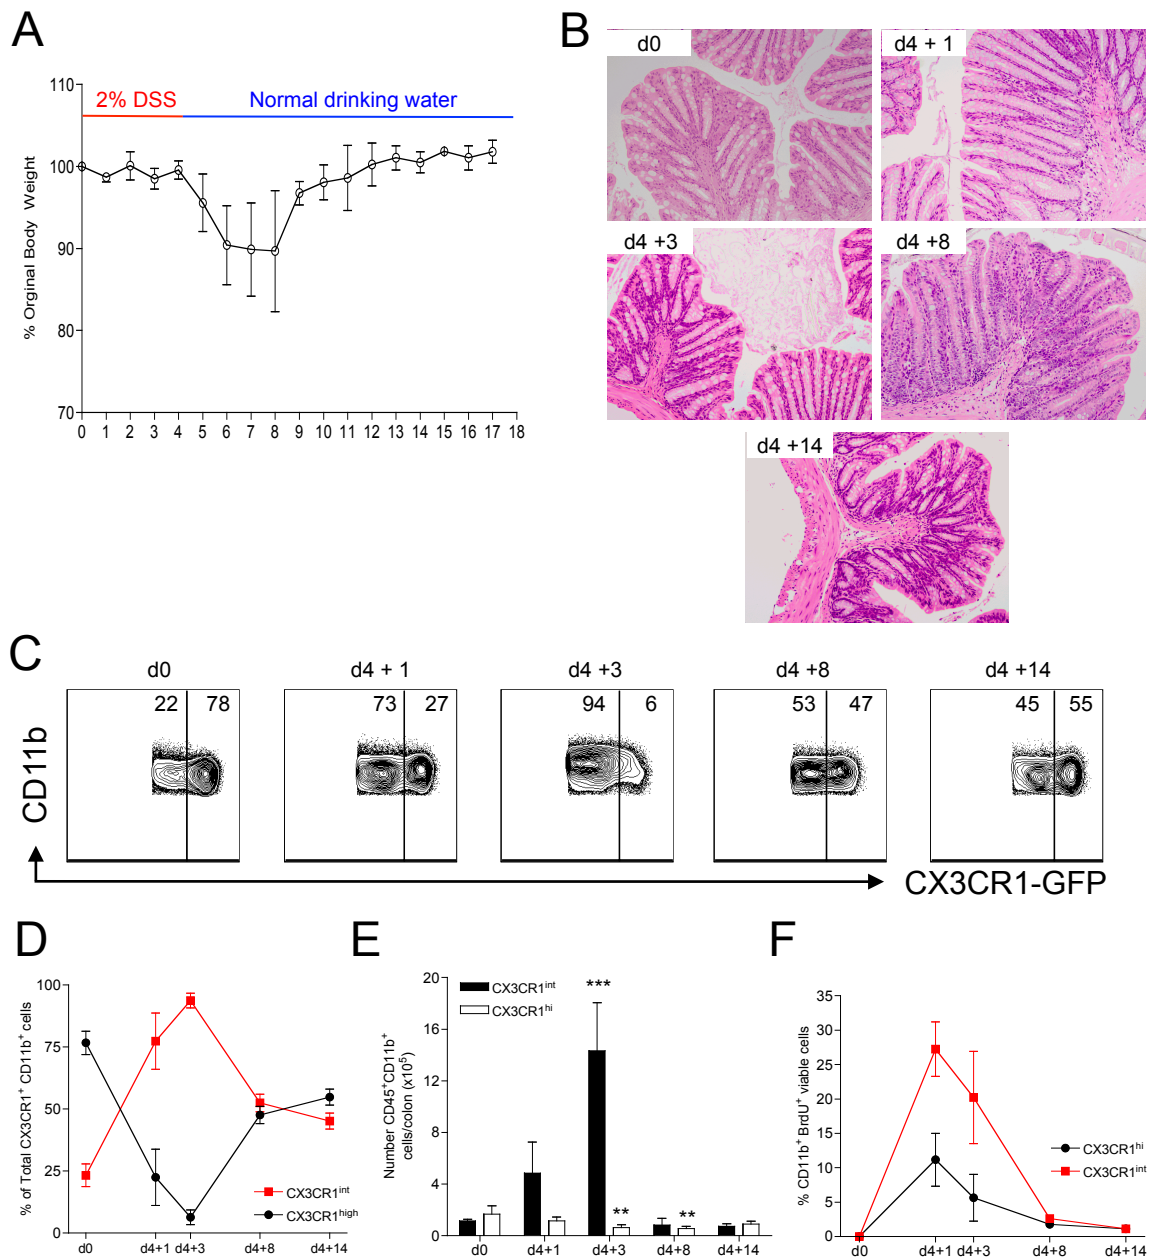 A
110
100
90
80
70
% Orginal Body Weight
2% DSS
Normal drinking water
0 1 2 3 4 5 6 7 8 9 10 11 12 13 14 15 16 17 18
B
d0
d4 + 1
d4 +3
d4 +8
d4 +14
C
d0
d4 + 1
d4 +3
d4 +8
d4 +14
22 78
73 27
94 6
53 47
45 55
CD11b
CX3CR1-GFP
D
% of Total CX3CR1⁺ CD11b⁺ cells
100
75
50
25
0
CX3CR1ⁱⁿᵗ
CX3CR1ʰⁱᵍʰ
d0 d4+1 d4+3 d4+8 d4+14
E
Number CD45⁺CD11b⁺
cells/colon (x10⁵)
20
16
12
8
4
0
CX3CR1ⁱⁿᵗ
CX3CR1ʰⁱ
***
**
**
d0 d4+1 d4+3 d4+8 d4+14
F
% CD11b⁺ BrdU⁺ viable cells
35
30
25
20
15
10
5
0
CX3CR1ʰⁱ
CX3CR1ⁱⁿᵗ
d0 d4+1 d4+3 d4+8 d4+14